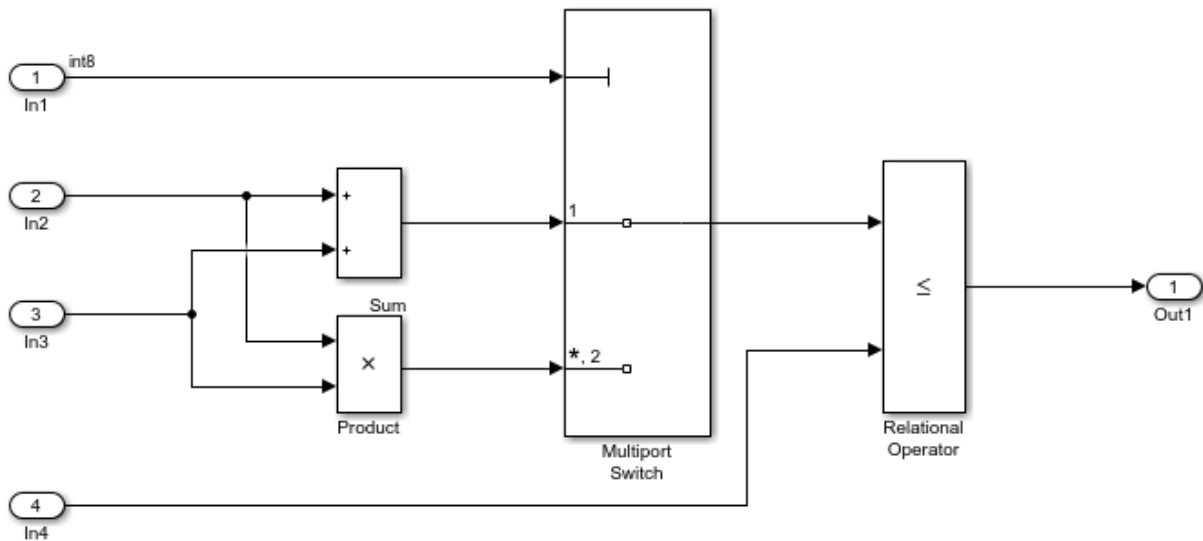 int8
1
In1
2
In2
+
+
1
3
In3
Sum
×
Product
*, 2
Multiport
Switch
≤
Relational
Operator
1
Out1
4
In4